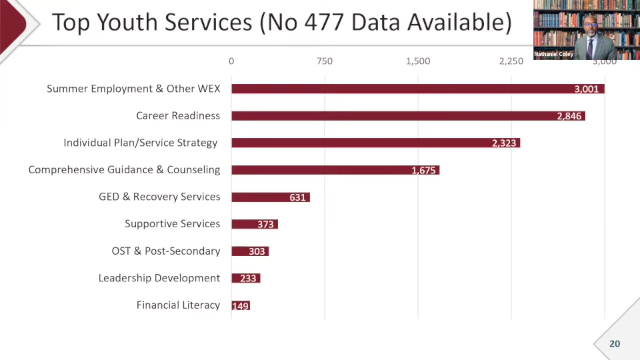 Top Youth Services (No 477 Data Available)
Nathaniel Coley
0 750 1,500 2,250 3,000
Summer Employment & Other WEX 3,001
Career Readiness 2,846
Individual Plan/Service Strategy 2,323
Comprehensive Guidance & Counseling 1,675
GED & Recovery Services 631
Supportive Services 373
OST & Post-Secondary 303
Leadership Development 233
Financial Literacy 149
20